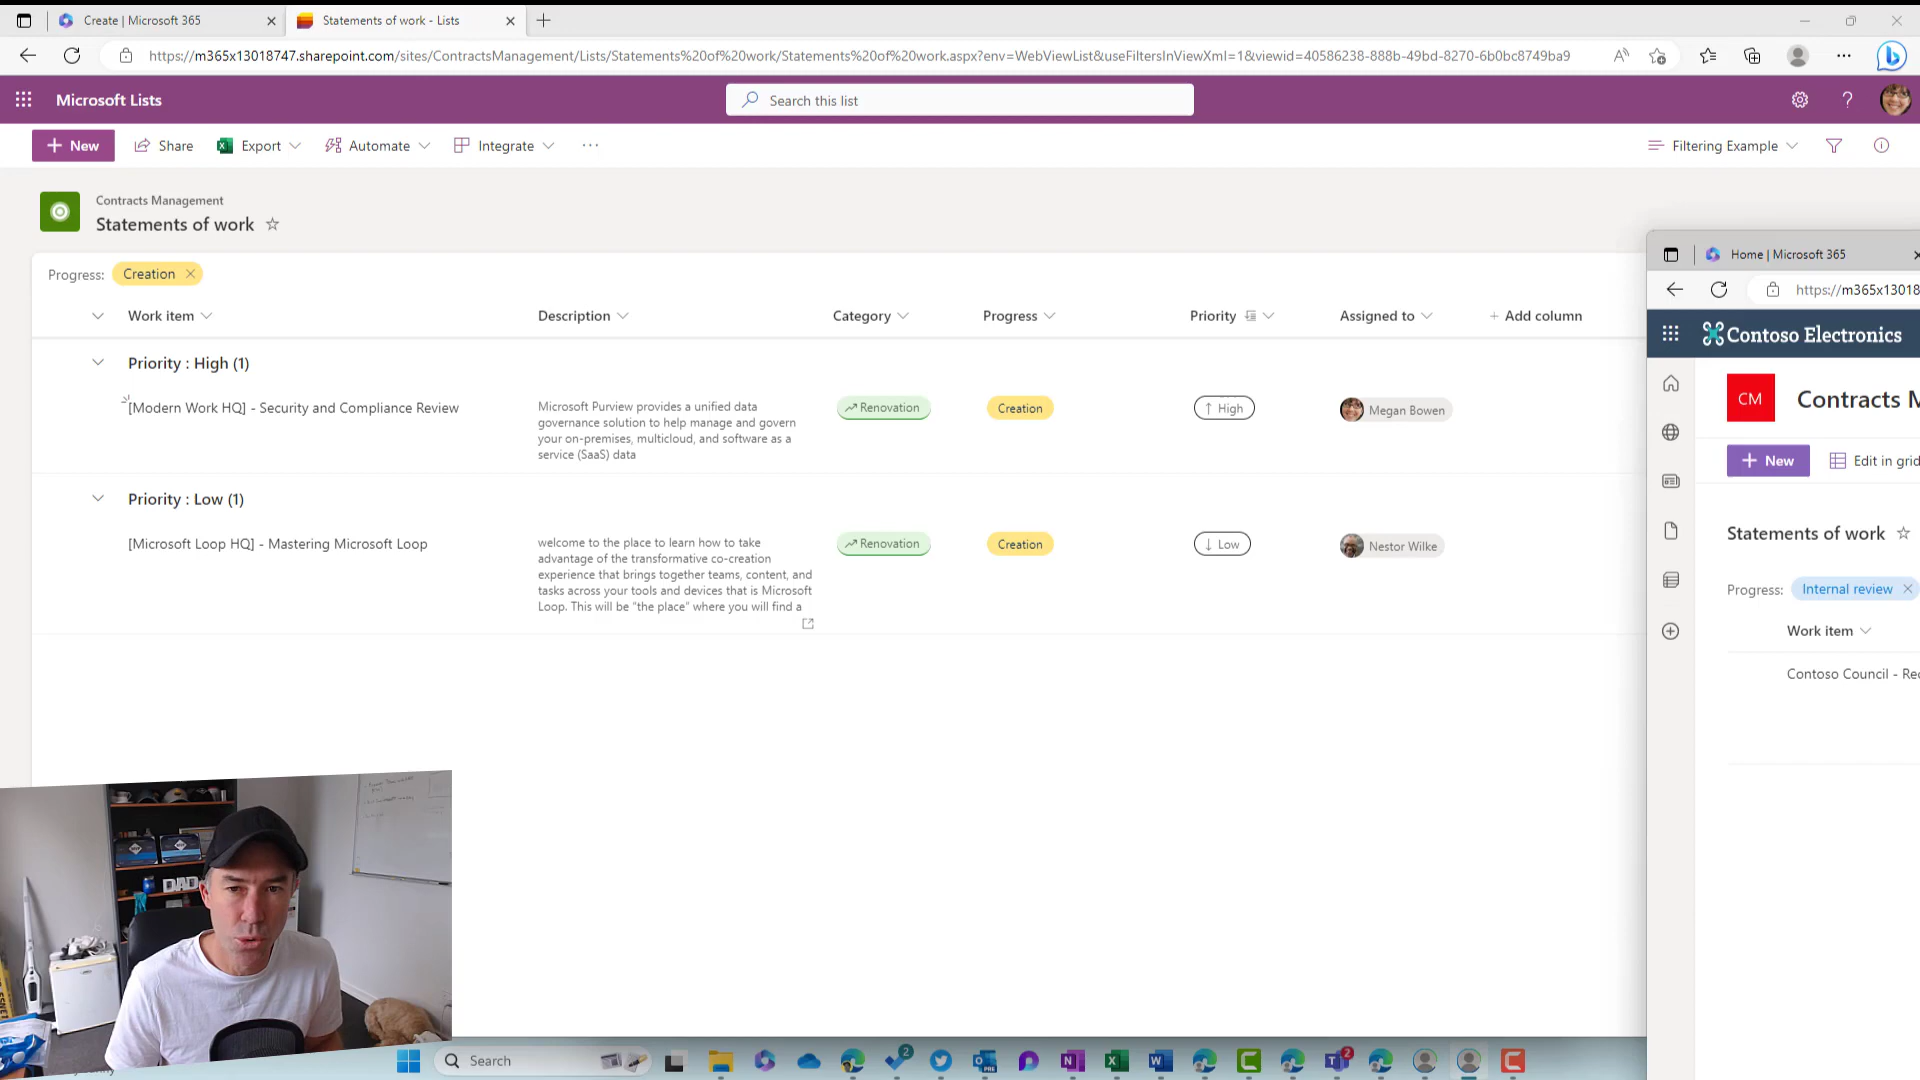 Create | Microsoft 365
Statements of work - Lists
https://m365x13018747.sharepoint.com/sites/ContractsManagement/Lists/Statements%20of%20work/Statements%20of%20work.aspx?env=WebViewList&useFiltersInViewXml=1&viewid=40586238-888b-49bd-8270-6b0bc8749ba9
Microsoft Lists
Search this list
New
Share
Export
Automate
Integrate
Filtering Example
Contracts Management
Statements of work
Progress: Creation
Work item
Description
Category
Progress
Priority
Assigned to
+ Add column
Priority : High (1)
[Modern Work HQ] - Security and Compliance Review
Microsoft Purview provides a unified data
governance solution to help manage and govern
your on-premises, multicloud, and software as a
service (SaaS) data
Renovation
Creation
High
Megan Bowen
Priority : Low (1)
[Microsoft Loop HQ] - Mastering Microsoft Loop
welcome to the place to learn how to take
advantage of the transformative co-creation
experience that brings together teams, content, and
tasks across your tools and devices that is Microsoft
Loop. This will be "the place" where you will find a
Renovation
Creation
Low
Nestor Wilke
Home | Microsoft 365
https://m365x13018
Contoso Electronics
CM
Contracts M
New
Edit in grid
Statements of work
Progress: Internal review
Work item
Contoso Council - Rec
DAD
Search
2
2